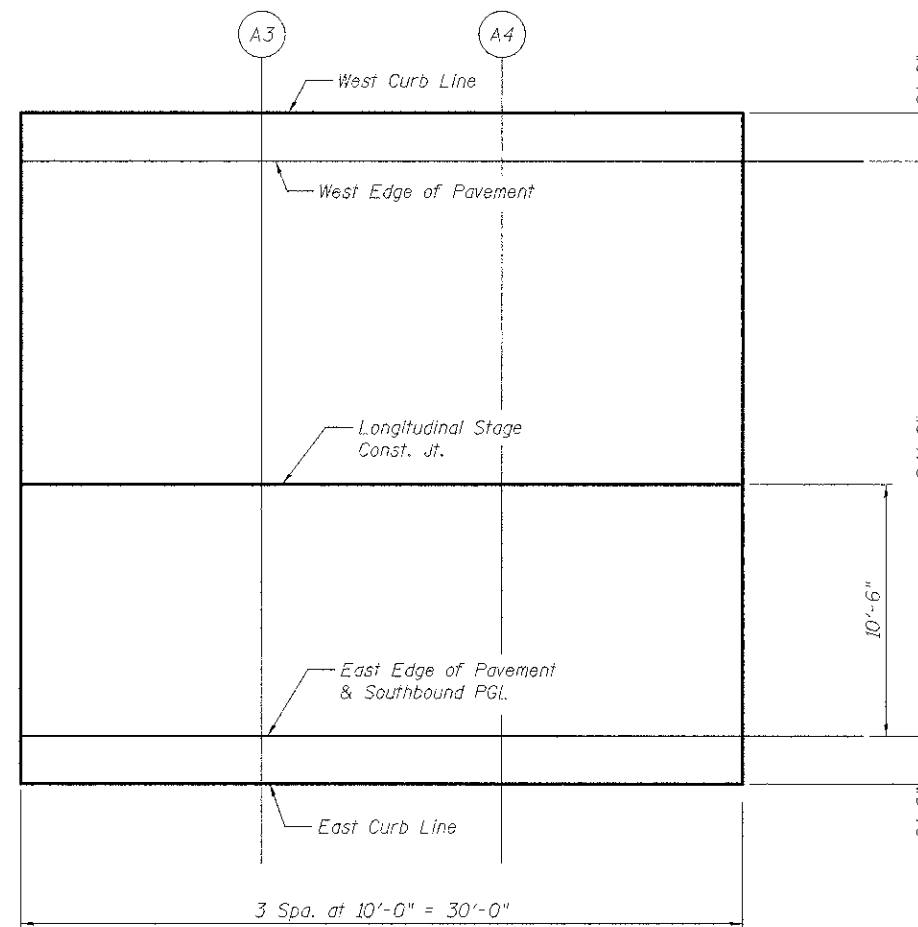 A3
A4
West Curb Line
West Edge of Pavement
Longitudinal Stage
Const. Jt.
10'-6"
East Edge of Pavement
& Southbound PGL
East Curb Line
3 Spa. at 10'-0" = 30'-0"